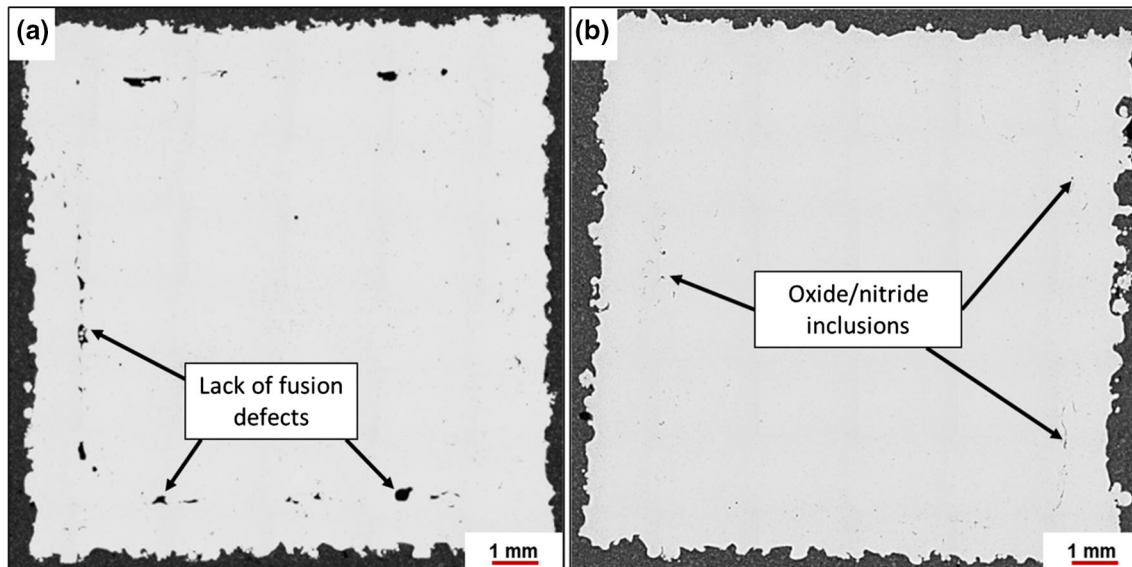 (a)
Lack of fusion
defects
1 mm
(b)
Oxide/nitride
inclusions
1 mm